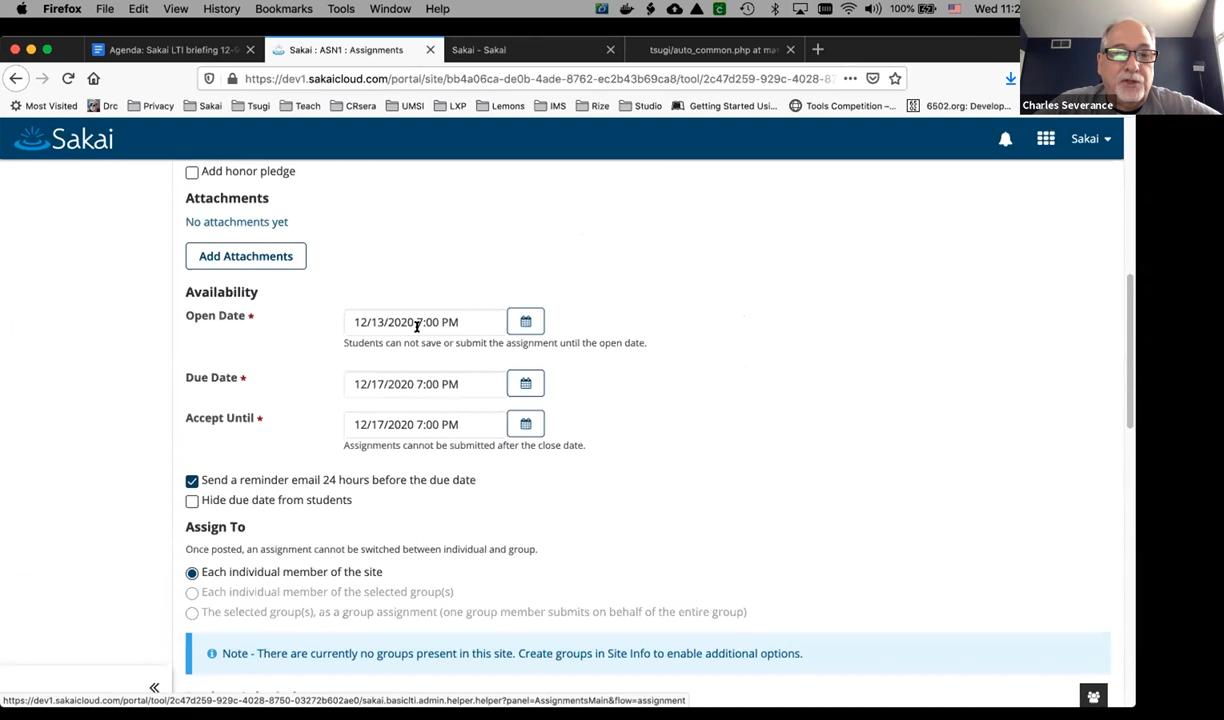 Firefox File Edit View History Bookmarks Tools Window Help 100% Wed 11:2
Agenda: Sakai LTI briefing 12-
Sakai : ASN1 : Assignments
Sakai - Sakai
tsugi/auto_common.php at ma
https://dev1.sakaicloud.com/portal/site/bb4a06ca-de0b-4ade-8762-ec2b43b69ca8/tool/2c47d259-929c-4028-87
Most Visited Drc Privacy Sakai Tsugi Teach CRsera UMSI LXP Lemons IMS Rize Studio Getting Started Usi... Tools Competition –... 6502.org: Develop...
Charles Severance
Sakai
Sakai
Add honor pledge
Attachments
No attachments yet
Add Attachments
Availability
Open Date * 12/13/2020 7:00 PM
Students can not save or submit the assignment until the open date.
Due Date * 12/17/2020 7:00 PM
Accept Until * 12/17/2020 7:00 PM
Assignments cannot be submitted after the close date.
Send a reminder email 24 hours before the due date
Hide due date from students
Assign To
Once posted, an assignment cannot be switched between individual and group.
Each individual member of the site
Each individual member of the selected group(s)
The selected group(s), as a group assignment (one group member submits on behalf of the entire group)
Note - There are currently no groups present in this site. Create groups in Site Info to enable additional options.
https://dev1.sakaicloud.com/portal/tool/2c47d259-929c-4028-8750-03272b602ae0/sakai.basiclti.admin.helper.helper?panel=AssignmentsMain&flow=assignment